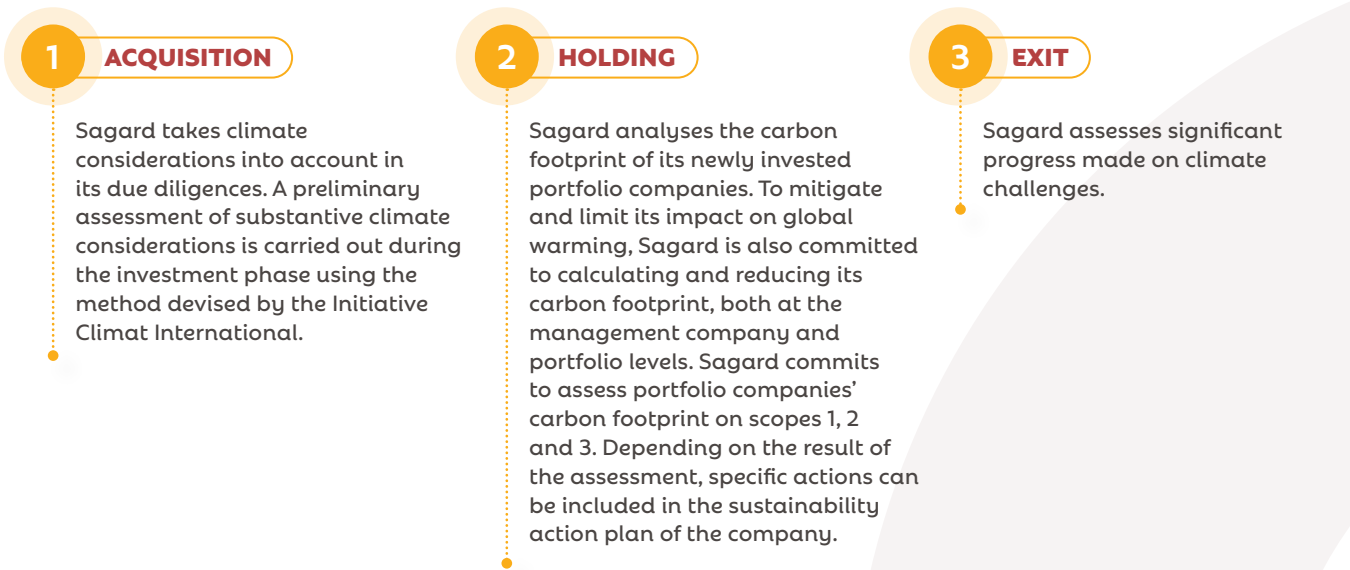 1 ACQUISITION
Sagard takes climate
considerations into account in
its due diligences. A preliminary
assessment of substantive climate
considerations is carried out during
the investment phase using the
method devised by the Initiative
Climat International.
2 HOLDING
Sagard analyses the carbon
footprint of its newly invested
portfolio companies. To mitigate
and limit its impact on global
warming, Sagard is also committed
to calculating and reducing its
carbon footprint, both at the
management company and
portfolio levels. Sagard commits
to assess portfolio companies’
carbon footprint on scopes 1, 2
and 3. Depending on the result of
the assessment, specific actions can
be included in the sustainability
action plan of the company.
3 EXIT
Sagard assesses significant
progress made on climate
challenges.